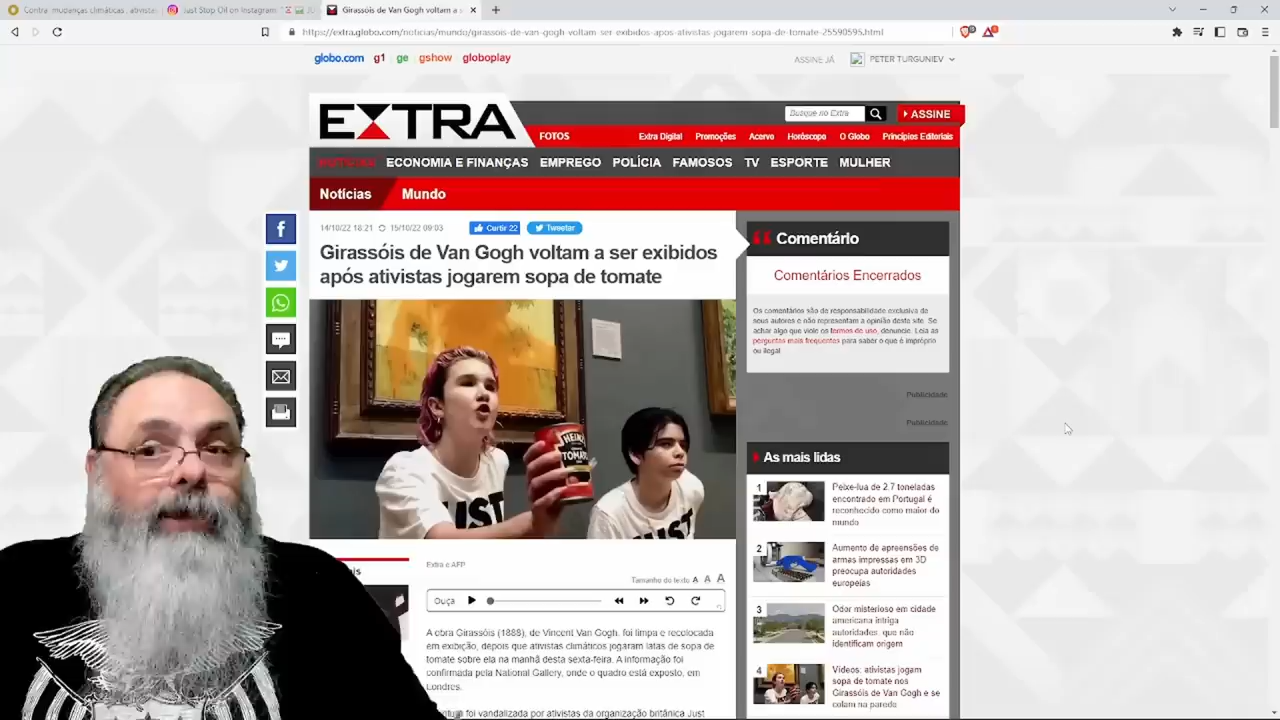 Contra mudanças climáticas, ativistas
Just Stop Oil on Instagram
Girassóis de Van Gogh voltam a s
https://extra.globo.com/noticias/mundo/girassois-de-van-gogh-voltam-ser-exibidos-apos-ativistas-jogarem-sopa-de-tomate-25590595.html
globo.com g1 ge gshow globoplay
ASSINE JÁ
PETER TURGUNIEV
EXTRA
Busque no Extra
ASSINE
FOTOS
Extra Digital Promoções Acervo Horóscopo O Globo Princípios Editoriais
NOTÍCIAS ECONOMIA E FINANÇAS EMPREGO POLÍCIA FAMOSOS TV ESPORTE MULHER
Notícias Mundo
14/10/22 18:21 15/10/22 09:03
Curtir 22
Tweetar
Girassóis de Van Gogh voltam a ser exibidos
após ativistas jogarem sopa de tomate
HEINZ
TOMATO
JUST
JUST
Extra e AFP
Tamanho do texto A A A
Ouça
A obra Girassóis (1888), de Vincent Van Gogh, foi limpa e recolocada
em exibição, depois que ativistas climáticos jogaram latas de sopa de
tomate sobre ela na manhã desta sexta-feira. A informação foi
confirmada pela National Gallery, onde o quadro está exposto, em
Londres.
foi vandalizada por ativistas da organização britânica Just
Comentário
Comentários Encerrados
Os comentários são de responsabilidade exclusiva de
seus autores e não representam a opinião deste site. Se
achar algo que viole os termos de uso, denuncie. Leia as
perguntas mais frequentes para saber o que é impróprio
ou ilegal
Publicidade
Publicidade
As mais lidas
1
Peixe-lua de 2,7 toneladas
encontrado em Portugal é
reconhecido como maior do
mundo
2
Aumento de apreensões de
armas impressas em 3D
preocupa autoridades
europeias
3
Odor misterioso em cidade
americana intriga
autoridades, que não
identificam origem
4
Vídeos: ativistas jogam
sopa de tomate nos
Girassóis de Van Gogh e se
colam na parede